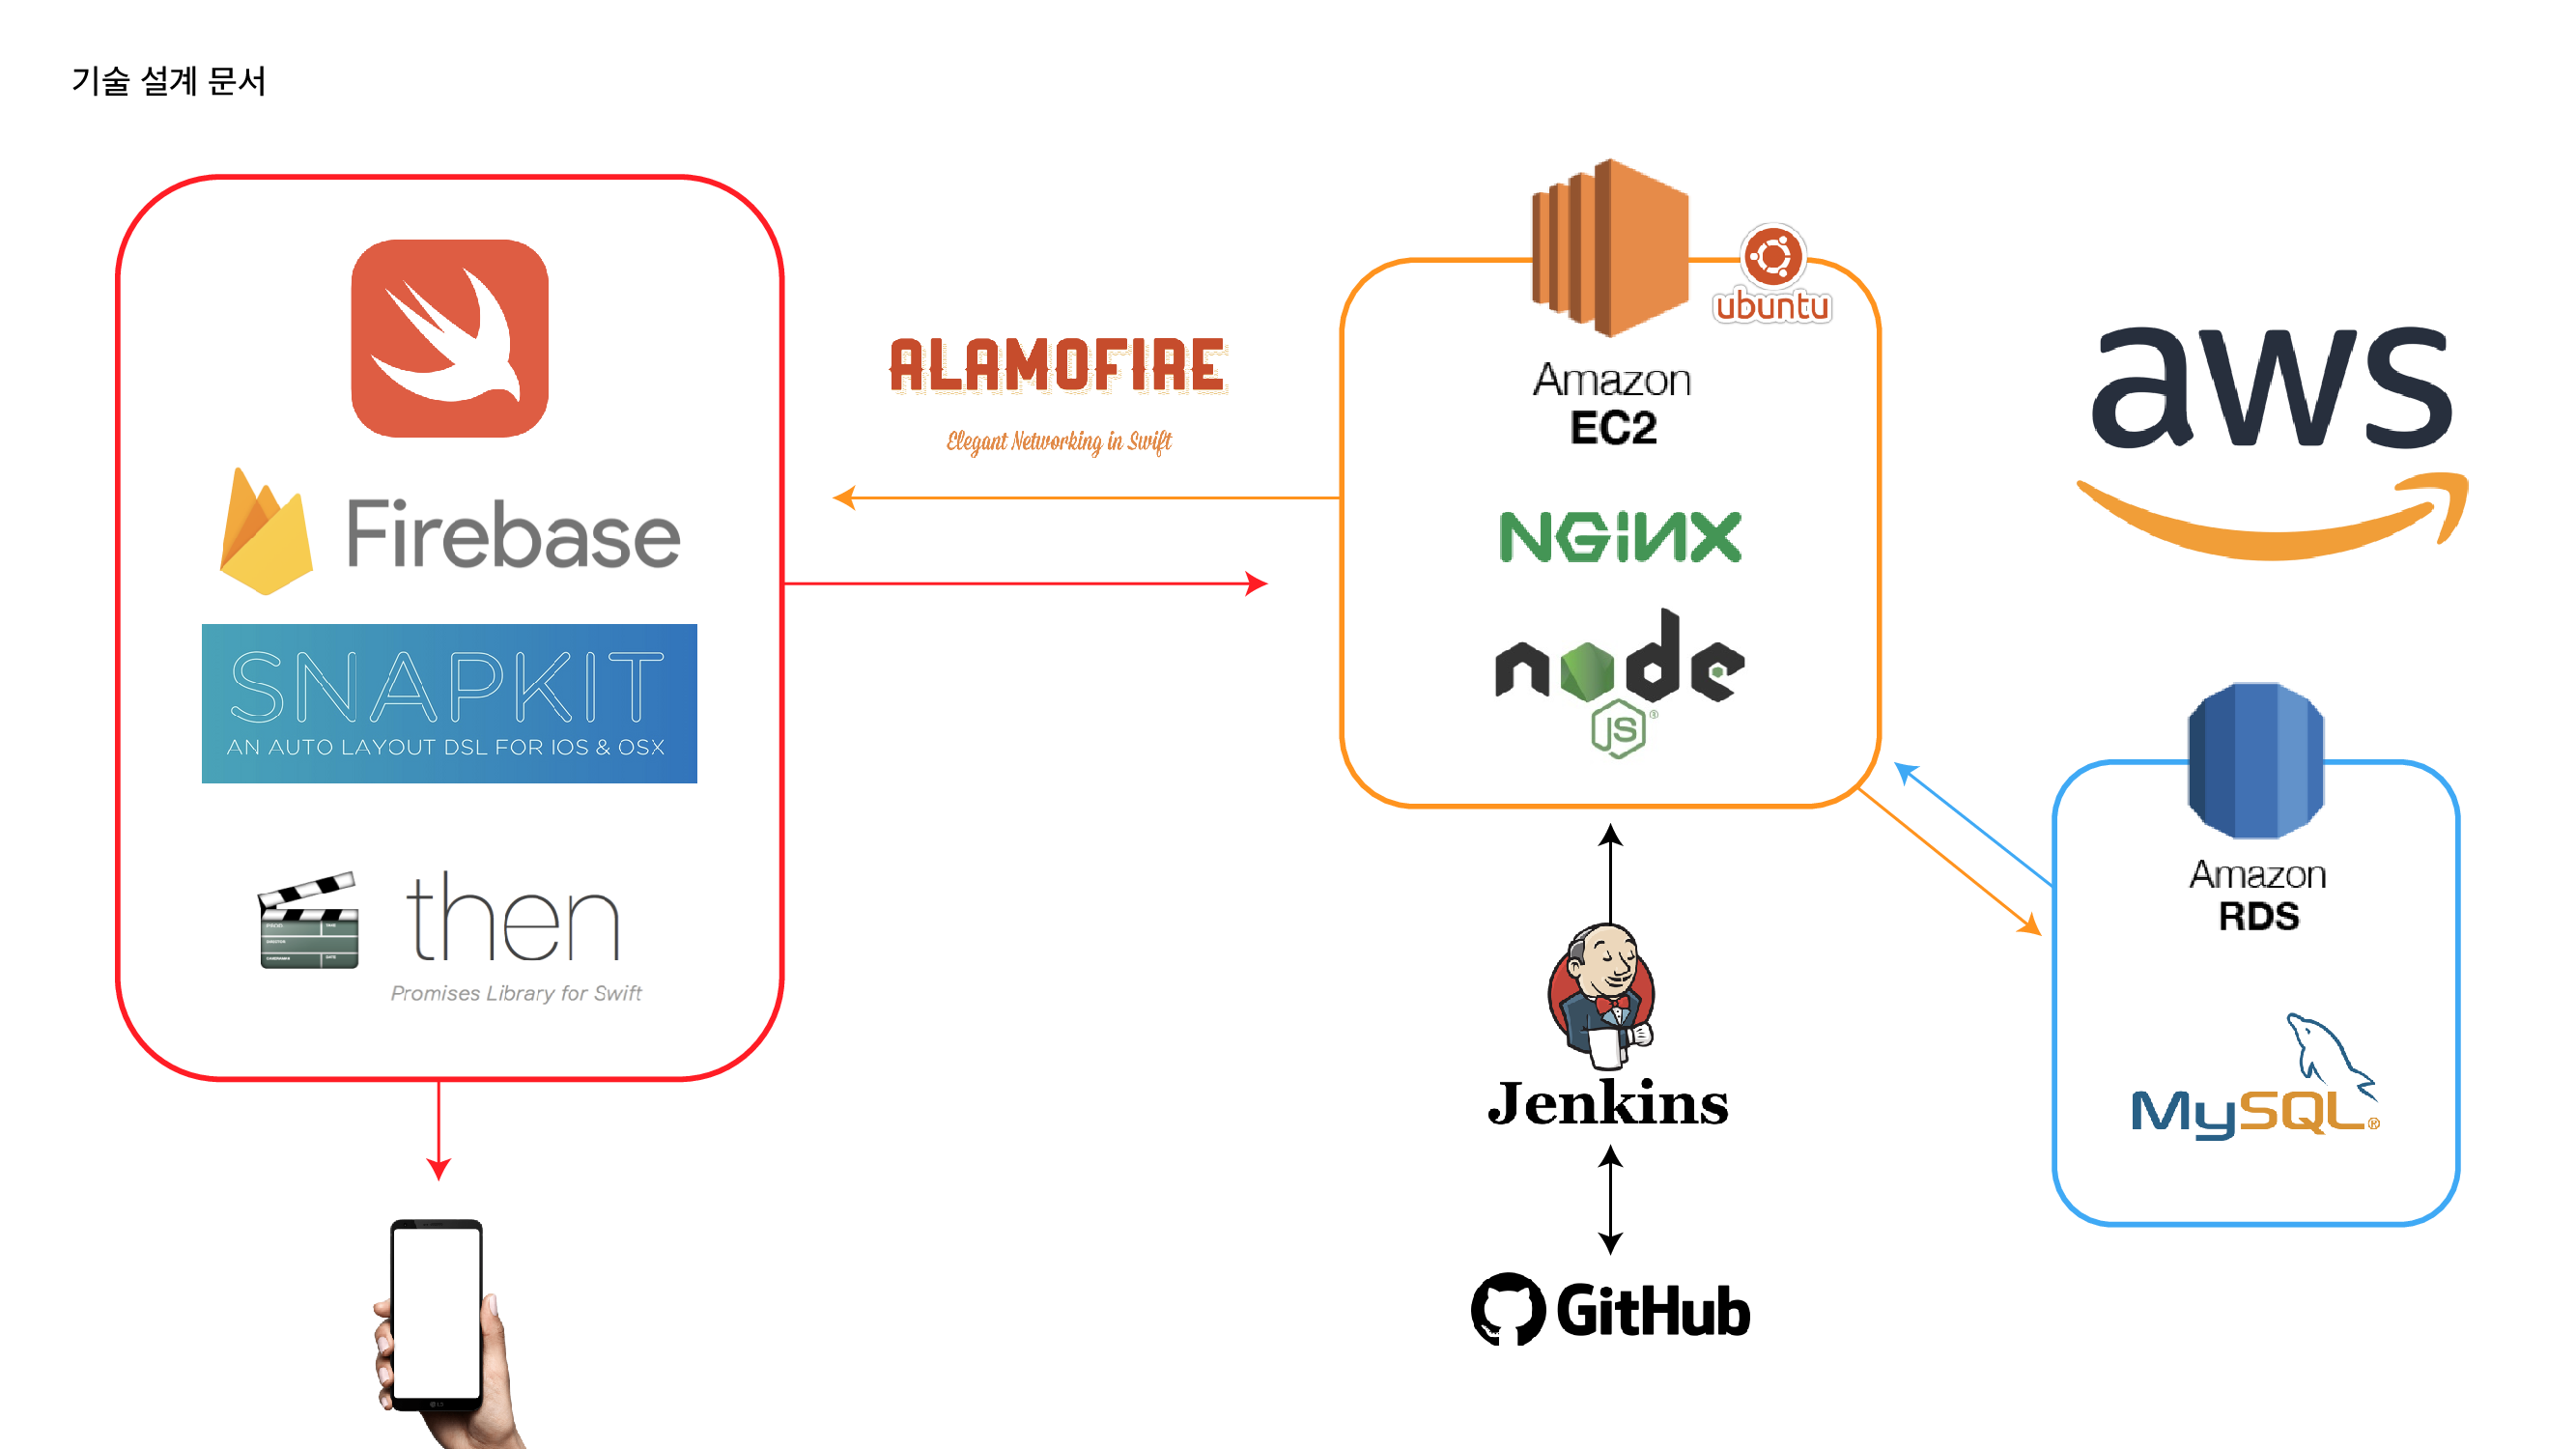 기술 설계 문서
Firebase
SNAPKIT
AN AUTO LAYOUT DSL FOR IOS & OSX
then
Promises Library for Swift
ALAMOFIRE
Elegant Networking in Swift
ubuntu
Amazon
EC2
NGiNX
node
JS®
Jenkins
GitHub
aws
Amazon
RDS
MySQL®